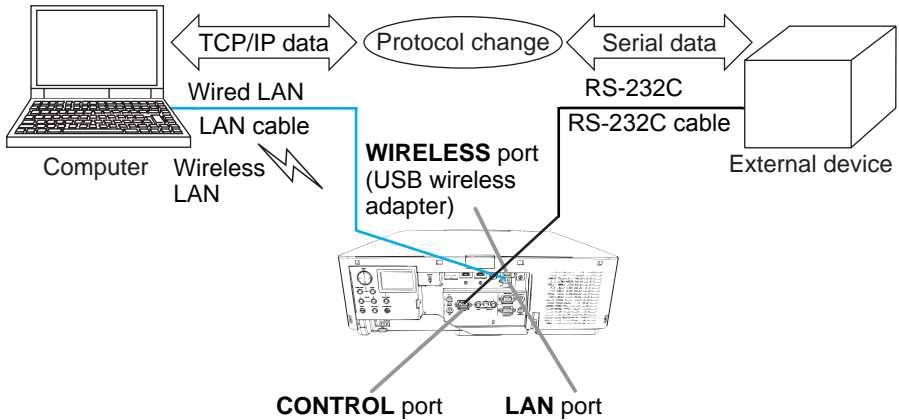 TCP/IP data
Protocol change
Serial data
Wired LAN
LAN cable
RS-232C
RS-232C cable
Computer
Wireless
LAN
WIRELESS port
(USB wireless
adapter)
External device
CONTROL port
LAN port